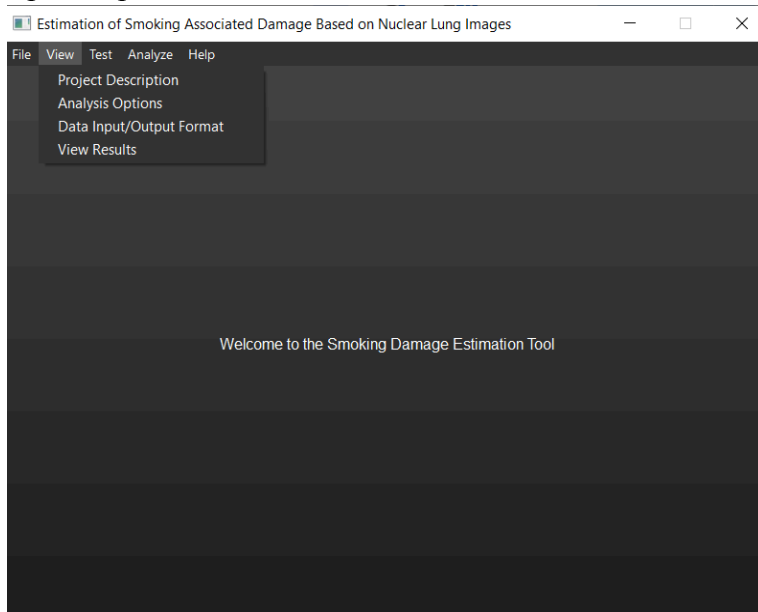 Estimation of Smoking Associated Damage Based on Nuclear Lung Images
File View Test Analyze Help
Project Description
Analysis Options
Data Input/Output Format
View Results
Welcome to the Smoking Damage Estimation Tool